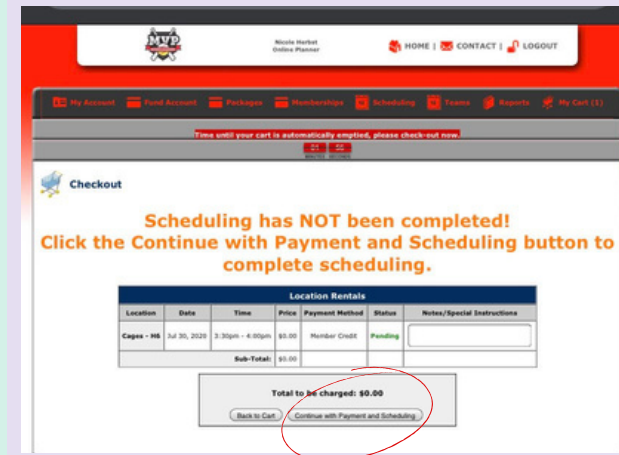 MVP
Nicole Herbst
Online Planner
HOME | CONTACT | LOGOUT
My Account Fund Account Packages Memberships Scheduling Teams Reports My Cart (1)
Time until your cart is automatically emptied, please check-out now.
MINUTES SECONDS
Checkout
Scheduling has NOT been completed!
Click the Continue with Payment and Scheduling button to
complete scheduling.
Location Rentals
Location Date Time Price Payment Method Status Notes/Special Instructions
Cages - H6 Jul 30, 2020 3:30pm - 4:00pm $0.00 Member Credit Pending
Sub-Total: $0.00
Total to be charged: $0.00
Back to Cart Continue with Payment and Scheduling